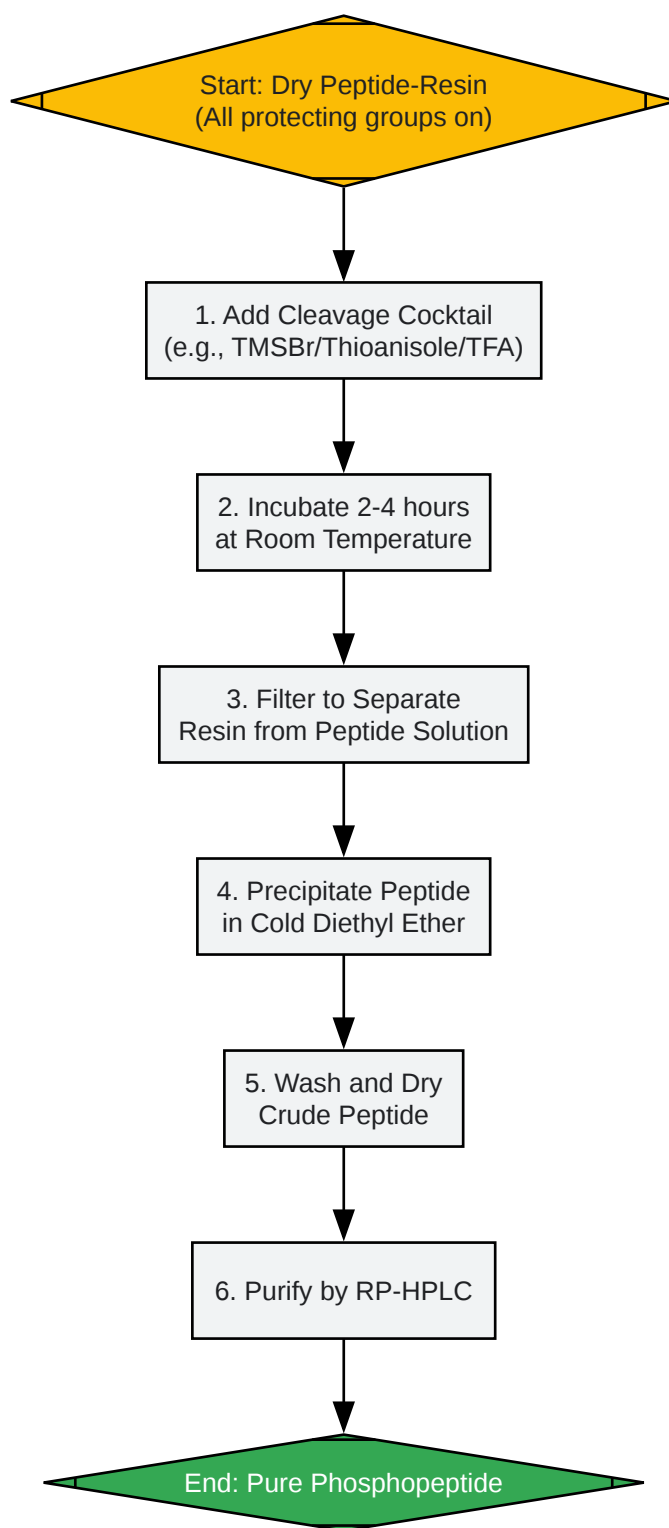 Start: Dry Peptide-Resin
(All protecting groups on)
1. Add Cleavage Cocktail
(e.g., TMSBr/Thioanisole/TFA)
2. Incubate 2-4 hours
at Room Temperature
3. Filter to Separate
Resin from Peptide Solution
4. Precipitate Peptide
in Cold Diethyl Ether
5. Wash and Dry
Crude Peptide
6. Purify by RP-HPLC
End: Pure Phosphopeptide